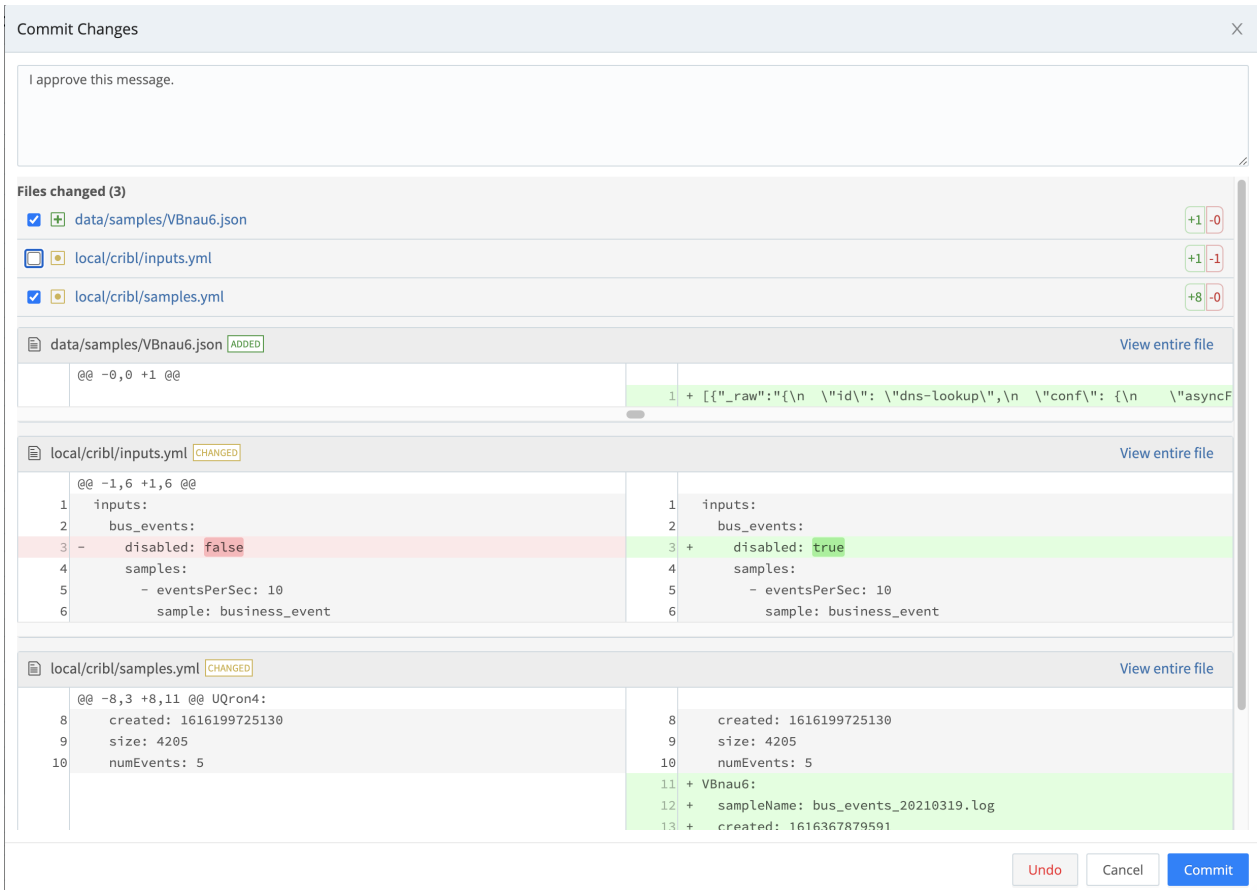 Commit Changes
I approve this message.
Files changed (3)
data/samples/VBnau6.json +1 -0
local/cribl/inputs.yml +1 -1
local/cribl/samples.yml +8 -0
data/samples/VBnau6.json ADDED View entire file
@@ -0,0 +1 @@
1 + [{"_raw":"{\n  \"id\": \"dns-lookup\",\n  \"conf\": {\n    \"asyncF
local/cribl/inputs.yml CHANGED View entire file
@@ -1,6 +1,6 @@
1 inputs: 1 inputs:
2 bus_events: 2 bus_events:
3 - disabled: false 3 + disabled: true
4 samples: 4 samples:
5 - eventsPerSec: 10 5 - eventsPerSec: 10
6 sample: business_event 6 sample: business_event
local/cribl/samples.yml CHANGED View entire file
@@ -8,3 +8,11 @@ UQron4:
8 created: 1616199725130 8 created: 1616199725130
9 size: 4205 9 size: 4205
10 numEvents: 5 10 numEvents: 5
11 + VBnau6:
12 + sampleName: bus_events_20210319.log
13 + created: 1616367879591
Undo Cancel Commit